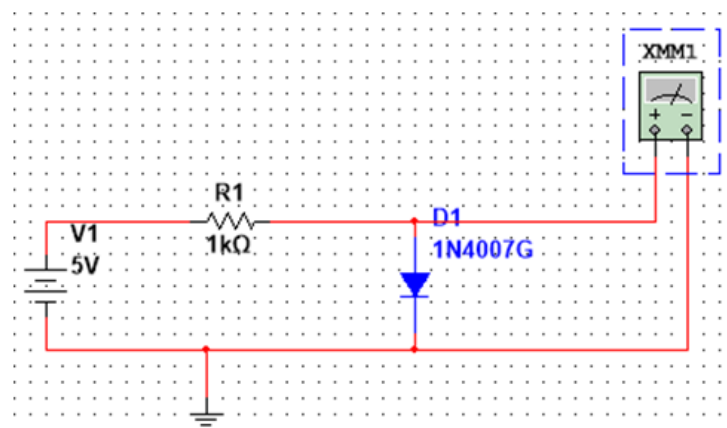 XMM1
+ −
R1
1kΩ
V1
5V
D1
1N4007G